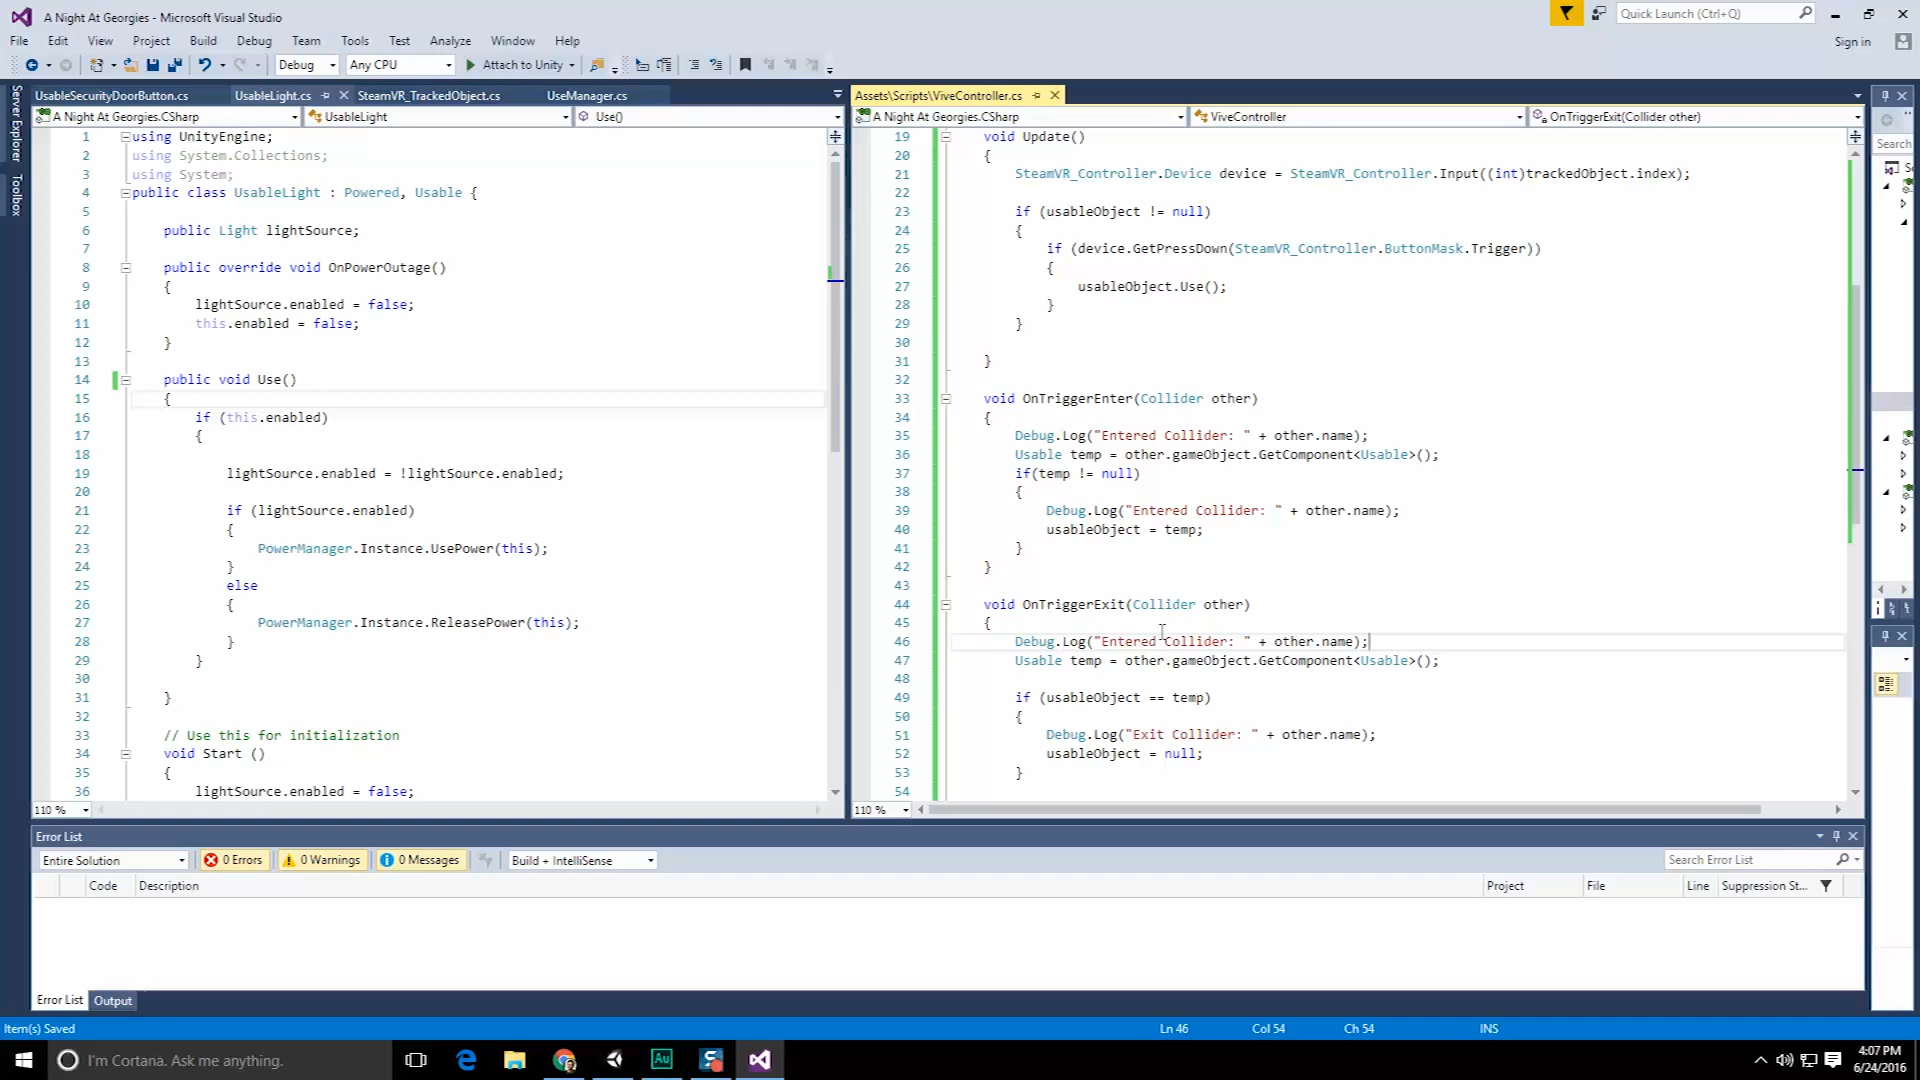 A Night At Georgies - Microsoft Visual Studio
Quick Launch (Ctrl+Q)
File Edit View Project Build Debug Team Tools Test Analyze Window Help
Sign in
Debug Any CPU Attach to Unity
Server Explorer
Toolbox
UsableSecurityDoorButton.cs UsableLight.cs SteamVR_TrackedObject.cs UseManager.cs
A Night At Georgies.CSharp UsableLight Use()
1 using UnityEngine;
2 using System.Collections;
3 using System;
4 public class UsableLight : Powered, Usable {
5
6 public Light lightSource;
7
8 public override void OnPowerOutage()
9 {
10 lightSource.enabled = false;
11 this.enabled = false;
12 }
13
14 public void Use()
15 {
16 if (this.enabled)
17 {
18
19 lightSource.enabled = !lightSource.enabled;
20
21 if (lightSource.enabled)
22 {
23 PowerManager.Instance.UsePower(this);
24 }
25 else
26 {
27 PowerManager.Instance.ReleasePower(this);
28 }
29 }
30
31 }
32
33 // Use this for initialization
34 void Start ()
35 {
36 lightSource.enabled = false;
110 %
Assets\Scripts\ViveController.cs
A Night At Georgies.CSharp ViveController OnTriggerExit(Collider other)
19 void Update()
20 {
21 SteamVR_Controller.Device device = SteamVR_Controller.Input((int)trackedObject.index);
22
23 if (usableObject != null)
24 {
25 if (device.GetPressDown(SteamVR_Controller.ButtonMask.Trigger))
26 {
27 usableObject.Use();
28 }
29 }
30
31 }
32
33 void OnTriggerEnter(Collider other)
34 {
35 Debug.Log("Entered Collider: " + other.name);
36 Usable temp = other.gameObject.GetComponent<Usable>();
37 if(temp != null)
38 {
39 Debug.Log("Entered Collider: " + other.name);
40 usableObject = temp;
41 }
42 }
43
44 void OnTriggerExit(Collider other)
45 {
46 Debug.Log("Entered Collider: " + other.name);
47 Usable temp = other.gameObject.GetComponent<Usable>();
48
49 if (usableObject == temp)
50 {
51 Debug.Log("Exit Collider: " + other.name);
52 usableObject = null;
53 }
54
110 %
Search
Error List
Entire Solution 0 Errors 0 Warnings 0 Messages Build + IntelliSense
Search Error List
Code Description Project File Line Suppression St...
Error List Output
Item(s) Saved Ln 46 Col 54 Ch 54 INS
I'm Cortana. Ask me anything.
Au
4:07 PM
6/24/2016